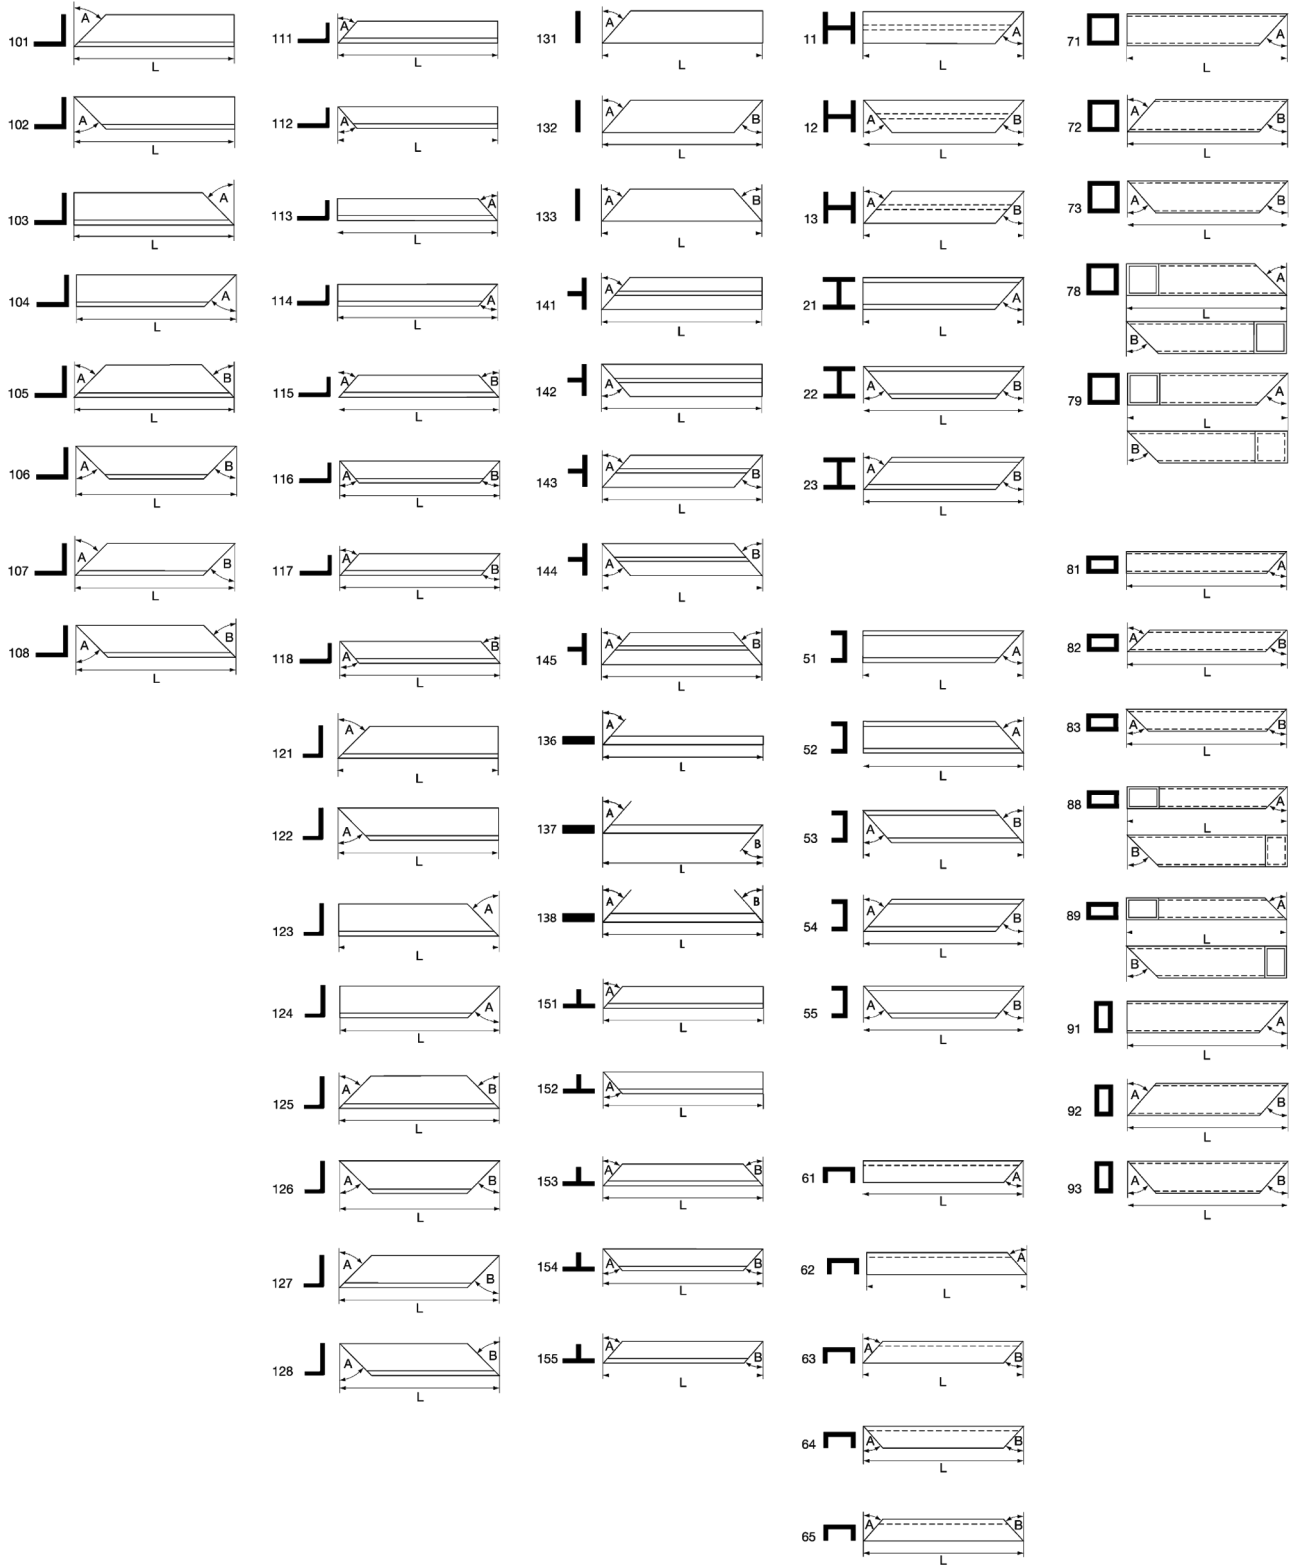 101 A L
102 A L
103 A L
104 A L
105 A B L
106 A B L
107 A B L
108 A B L
111 A L
112 A L
113 A L
114 A L
115 A B L
116 A B L
117 A B L
118 A B L
121 A L
122 A L
123 A L
124 A L
125 A B L
126 A B L
127 A B L
128 A B L
131 A L
132 A B L
133 A B L
141 A L
142 A L
143 A B L
144 A B L
145 A B L
136 A L
137 A B L
138 A B L
151 A L
152 A L
153 A B L
154 A B L
155 A B L
11 A L
12 A B L
13 A B L
21 A L
22 A B L
23 A B L
51 A L
52 A L
53 A B L
54 A B L
55 A B L
61 A L
62 A L
63 A B L
64 A B L
65 A B L
71 A L
72 A B L
73 A B L
78 A L
B
79 A L
B
81 A L
82 A B L
83 A B L
88 A L
B
89 A L
B
91 A L
92 A B L
93 A B L